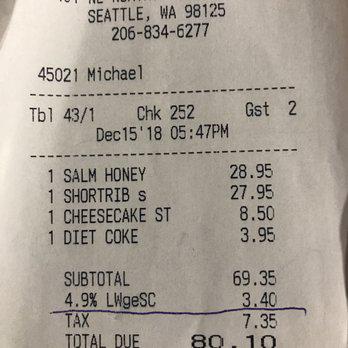 SEATTLE, WA 98125
206-834-6277
45021 Michael
Tbl 43/1 Chk 252 Gst 2
Dec15'18 05:47PM
1 SALM HONEY 28.95
1 SHORTRIB s 27.95
1 CHEESECAKE ST 8.50
1 DIET COKE 3.95
SUBTOTAL 69.35
4.9% LWgeSC 3.40
TAX 7.35
TOTAL DUE 80.10